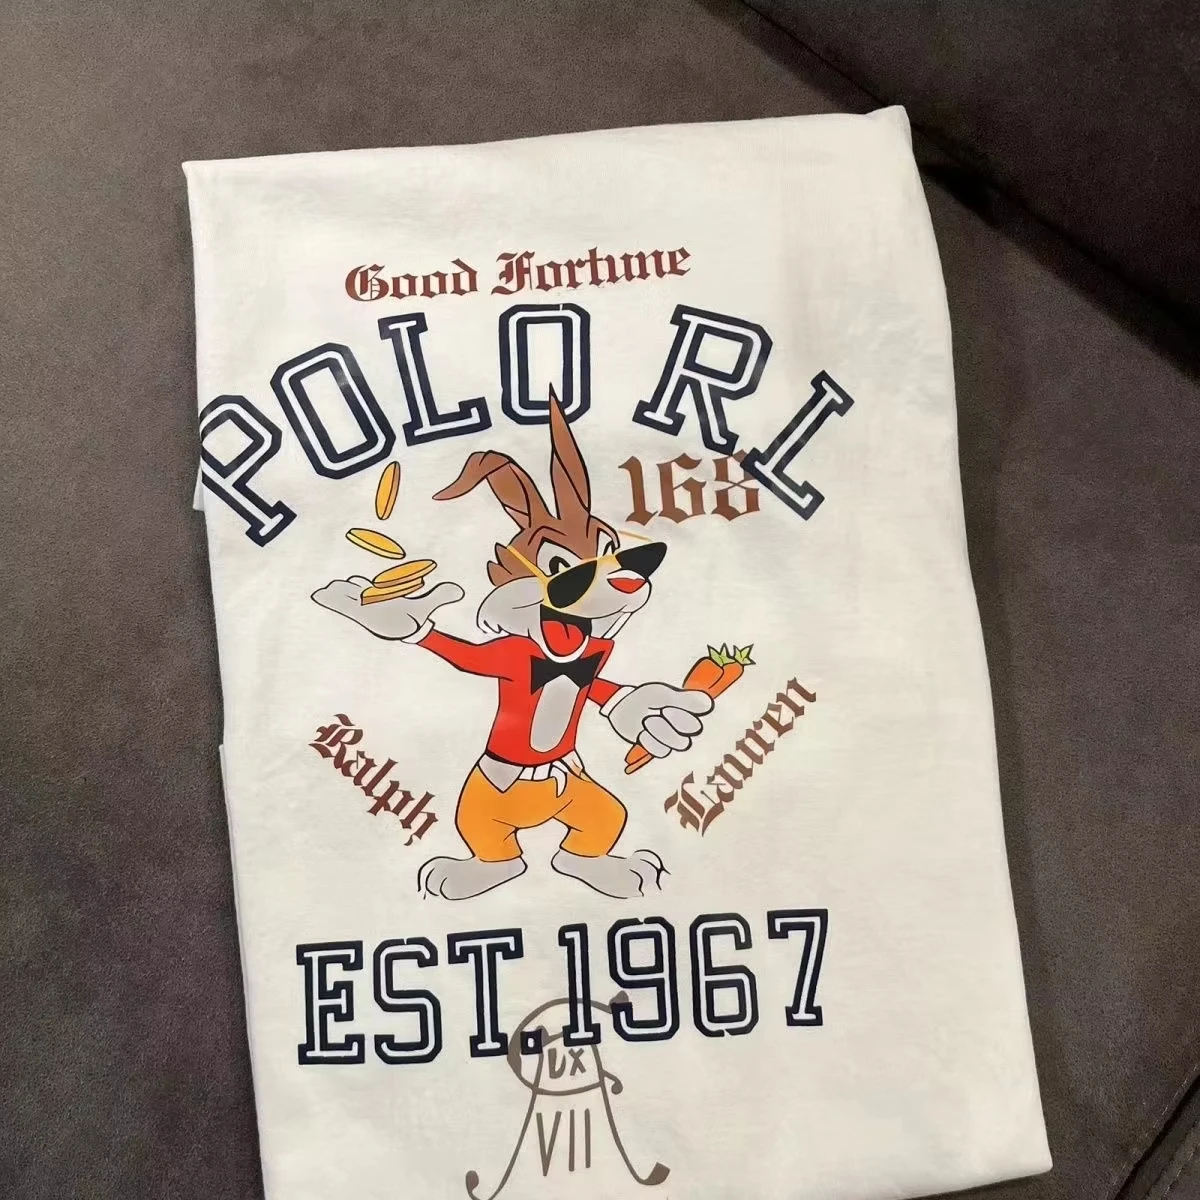 Good Fortune
POLO RL
168
Ralph
Lauren
EST.1967
UX
VII